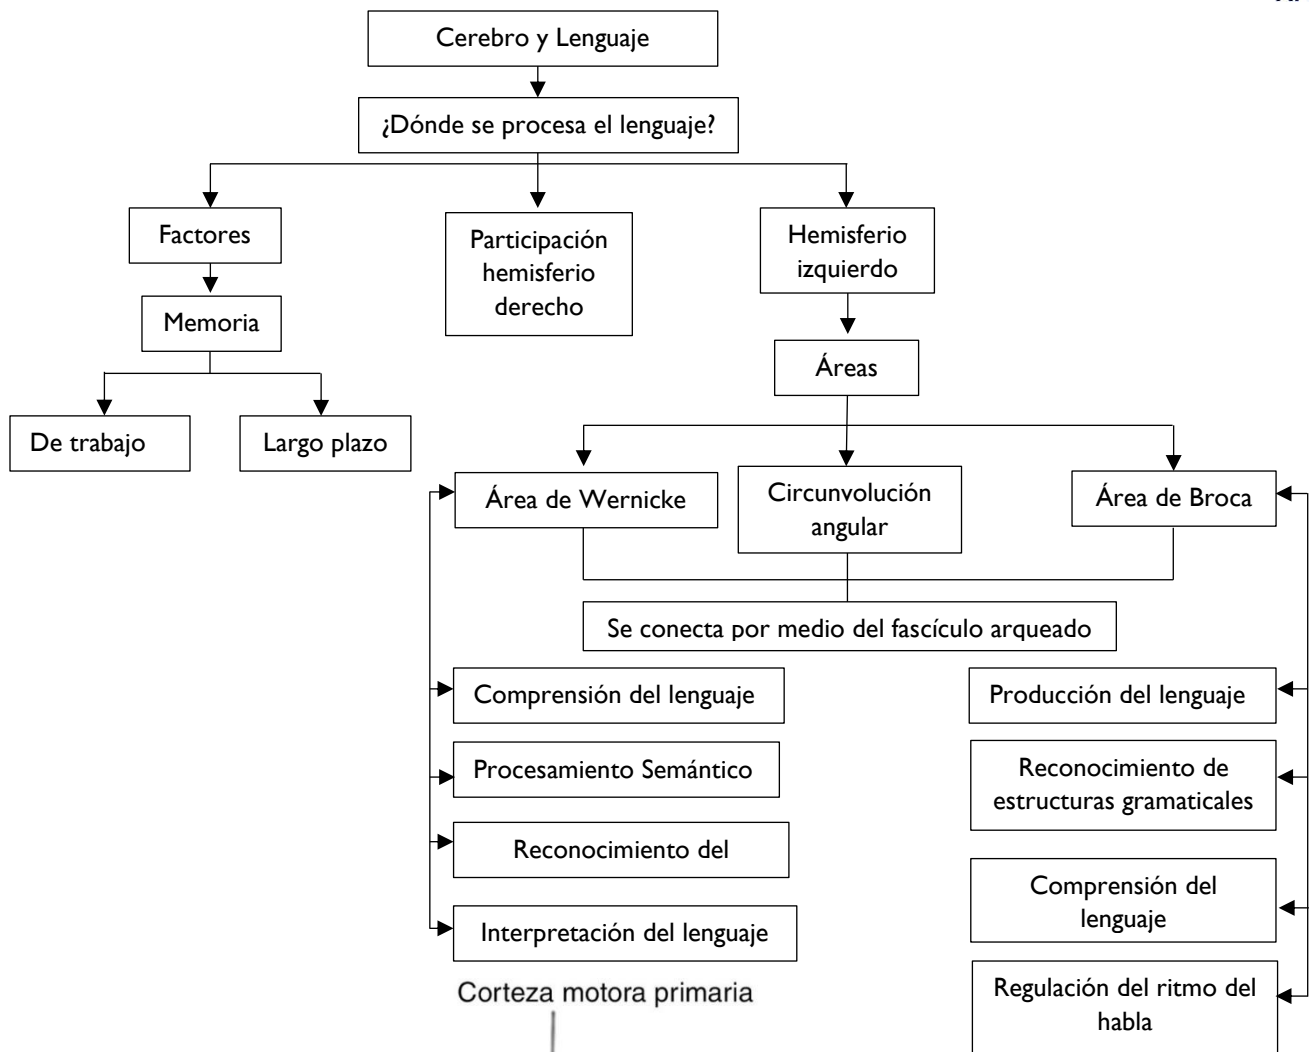 Cerebro y Lenguaje
¿Dónde se procesa el lenguaje?
Factores
Participación
hemisferio
derecho
Hemisferio
izquierdo
Memoria
Áreas
De trabajo
Largo plazo
Área de Wernicke
Circunvolución
angular
Área de Broca
Se conecta por medio del fascículo arqueado
Comprensión del lenguaje
Procesamiento Semántico
Reconocimiento del
Interpretación del lenguaje
Producción del lenguaje
Reconocimiento de
estructuras gramaticales
Comprensión del
lenguaje
Regulación del ritmo del
habla
Corteza motora primaria